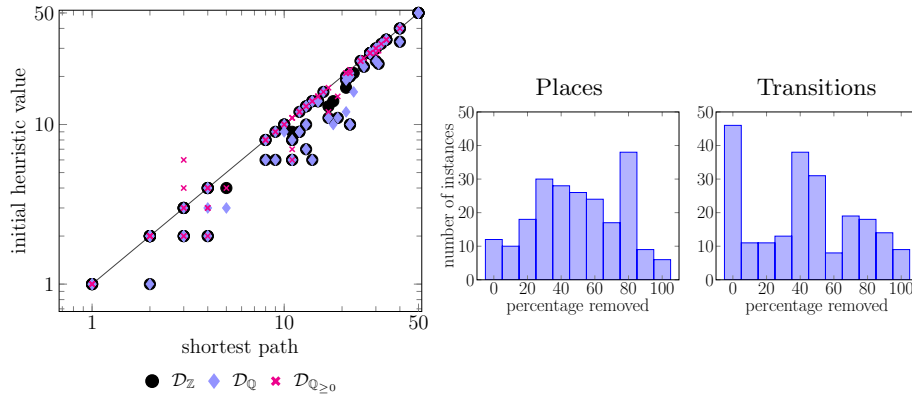 50
10
1
initial heuristic value
1 10 50
shortest path
𝒟ℤ 𝒟ℚ 𝒟ℚ≥0
Places
50
40
30
20
10
0
number of instances
0 20 40 60 80 100
percentage removed
Transitions
50
40
30
20
10
0
0 20 40 60 80 100
percentage removed